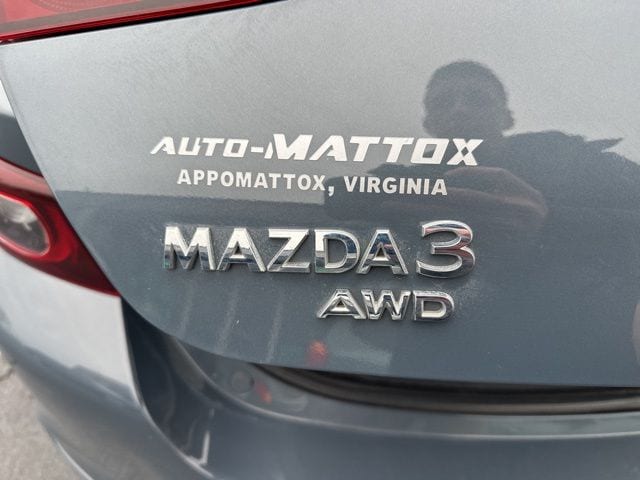 AUTO-MATTOX
APPOMATTOX, VIRGINIA
MAZDA3
AWD